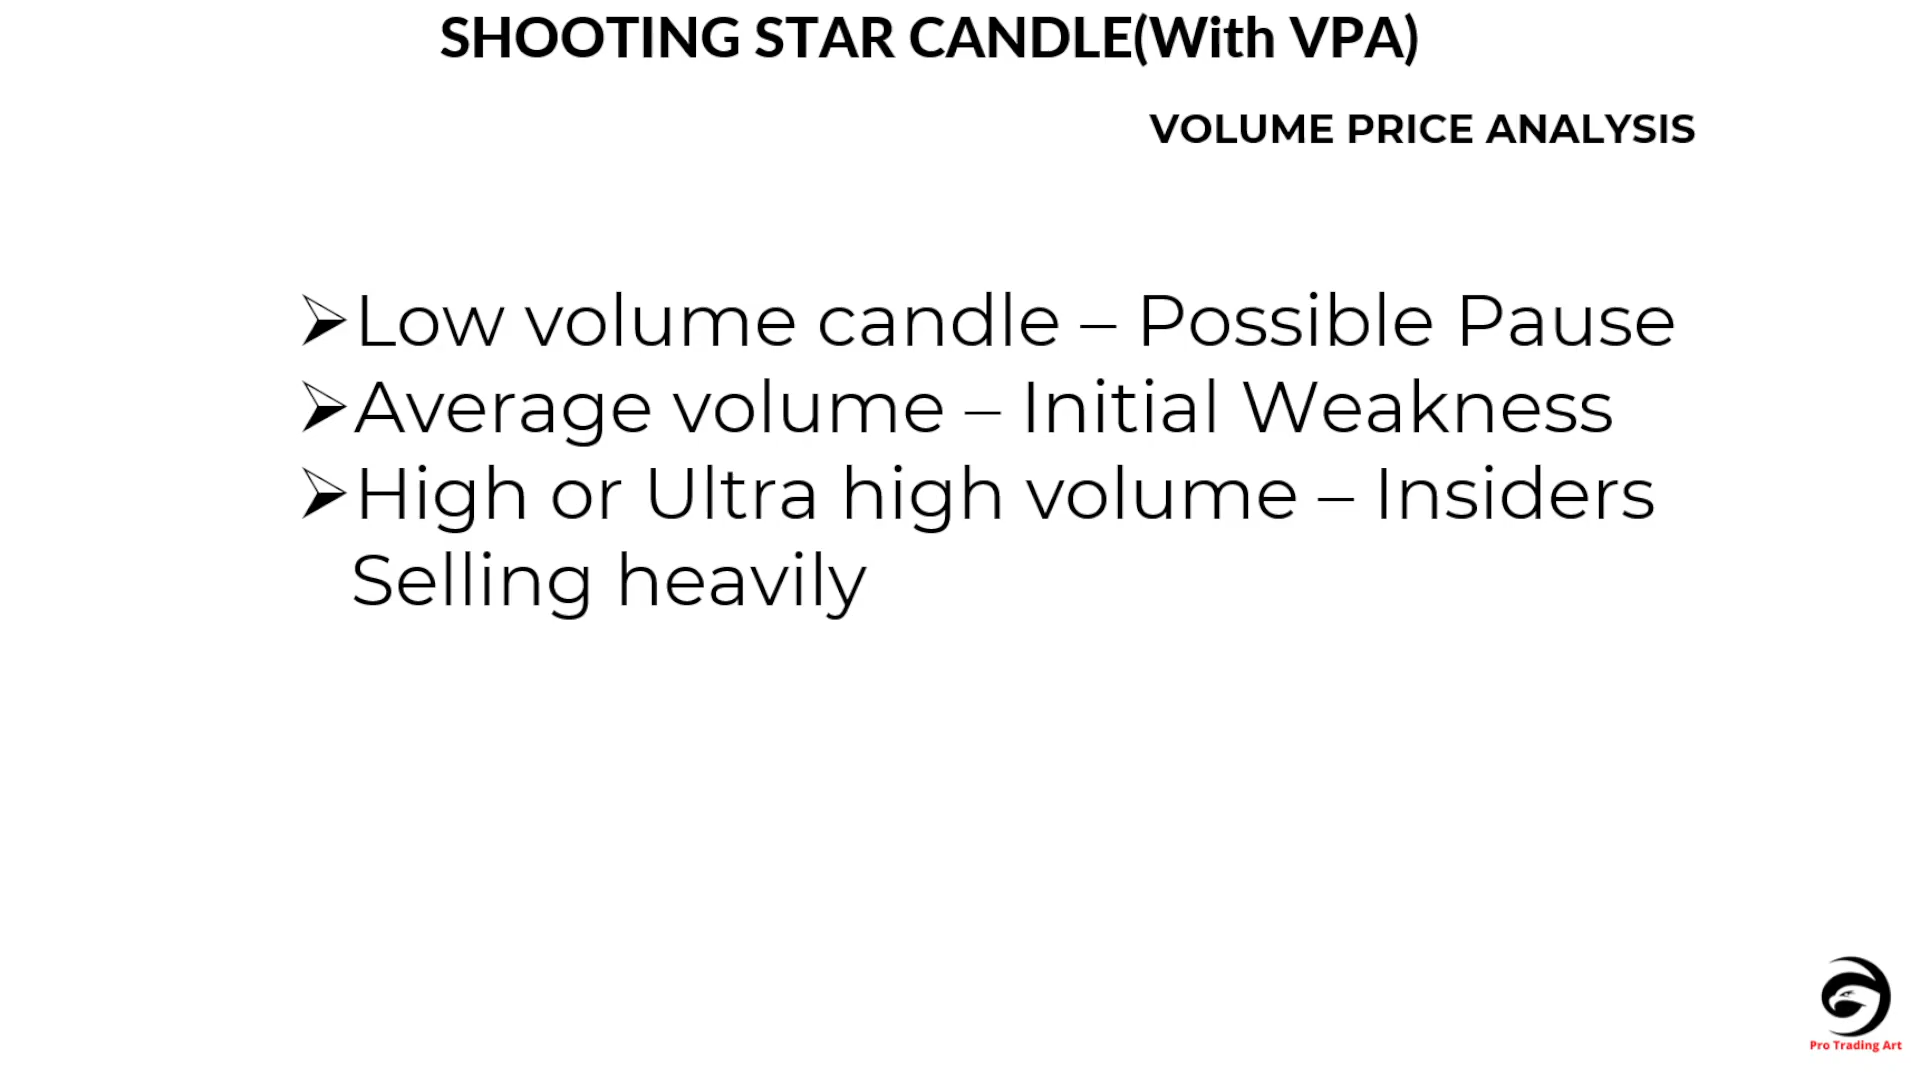 SHOOTING STAR CANDLE(With VPA)
VOLUME PRICE ANALYSIS
➢Low volume candle – Possible Pause
➢Average volume – Initial Weakness
➢High or Ultra high volume – Insiders
Selling heavily
Pro Trading Art